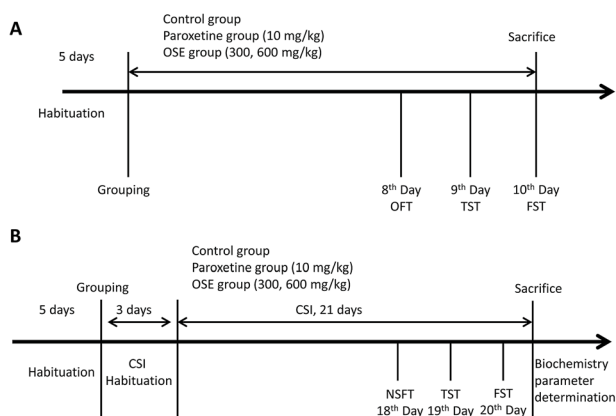 A
Control group
Paroxetine group (10 mg/kg)
OSE group (300, 600 mg/kg)
Sacrifice
5 days
Habituation
Grouping
8th Day
OFT
9th Day
TST
10th Day
FST
B
Control group
Paroxetine group (10 mg/kg)
OSE group (300, 600 mg/kg)
Grouping
Sacrifice
5 days
3 days
CSI, 21 days
Habituation
CSI
Habituation
NSFT
18th Day
TST
19th Day
FST
20th Day
Biochemistry
parameter
determination